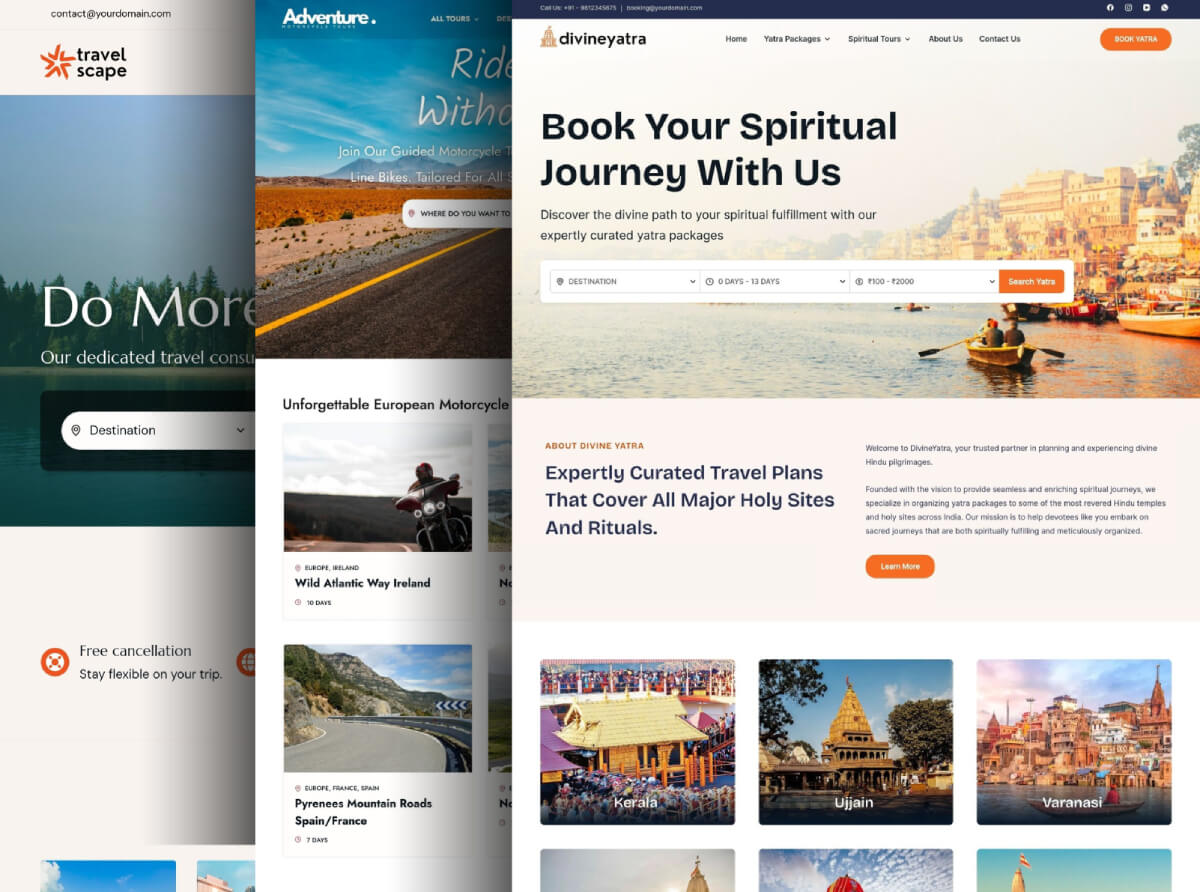 contact@yourdomain.com
travel
scape
Do More
Our dedicated travel consu
Destination
Free cancellation
Stay flexible on your trip.
Adventure.
MOTORCYCLE TOURS
ALL TOURS
DES
Ride
Witho
Join Our Guided Motorcycle T
Line Bikes. Tailored For All S
WHERE DO YOU WANT TO
Unforgettable European Motorcycle
EUROPE, IRELAND
Wild Atlantic Way Ireland
10 DAYS
EUROPE, FRANCE, SPAIN
Pyrenees Mountain Roads
Spain/France
7 DAYS
No
No
Call Us: +91 - 9812345675 | booking@yourdomain.com
divineyatra
Home
Yatra Packages
Spiritual Tours
About Us
Contact Us
BOOK YATRA
Book Your Spiritual
Journey With Us
Discover the divine path to your spiritual fulfillment with our
expertly curated yatra packages
DESTINATION
0 DAYS - 13 DAYS
₹100 - ₹2000
Search Yatra
ABOUT DIVINE YATRA
Expertly Curated Travel Plans
That Cover All Major Holy Sites
And Rituals.
Welcome to DivineYatra, your trusted partner in planning and experiencing divine
Hindu pilgrimages.
Founded with the vision to provide seamless and enriching spiritual journeys, we
specialize in organizing yatra packages to some of the most revered Hindu temples
and holy sites across India. Our mission is to help devotees like you embark on
sacred journeys that are both spiritually fulfilling and meticulously organized.
Learn More
Kerala
Ujjain
Varanasi